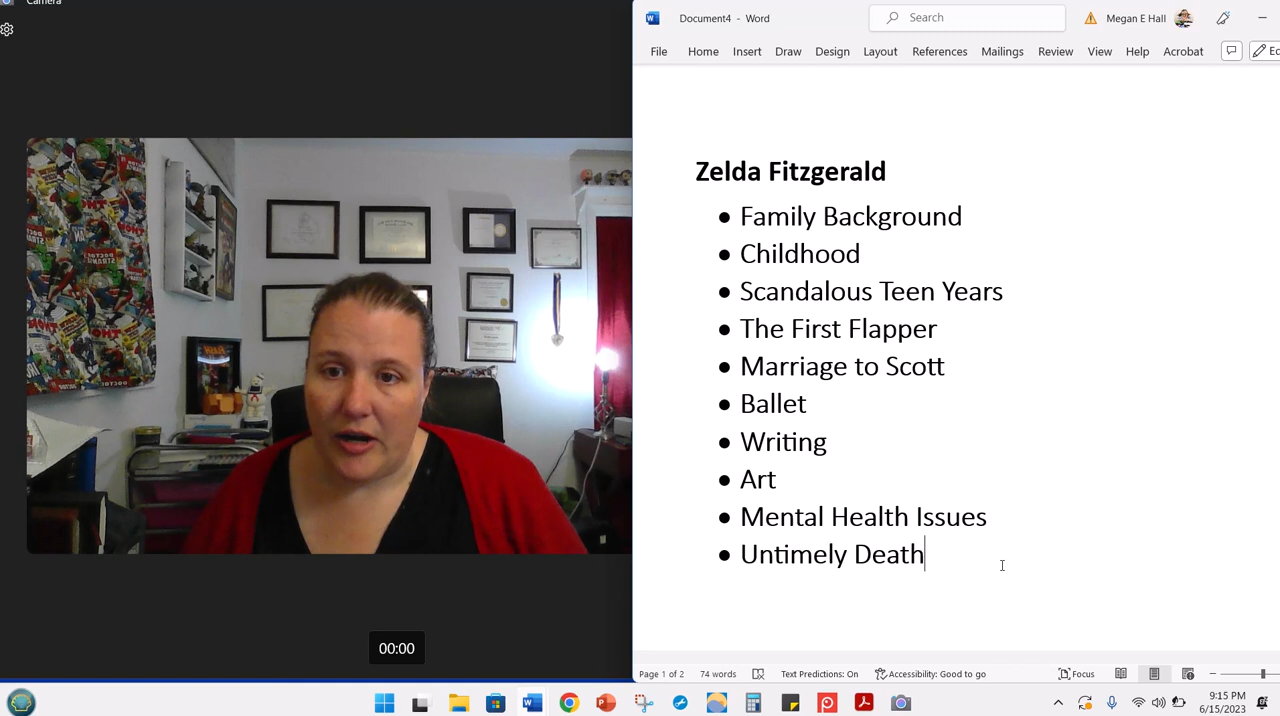 Camera
Document4 - Word
Search
Megan E Hall
File Home Insert Draw Design Layout References Mailings Review View Help Acrobat
Zelda Fitzgerald
• Family Background
• Childhood
• Scandalous Teen Years
• The First Flapper
• Marriage to Scott
• Ballet
• Writing
• Art
• Mental Health Issues
• Untimely Death
00:00
Page 1 of 2 74 words Text Predictions: On Accessibility: Good to go Focus
9:15 PM
6/15/2023